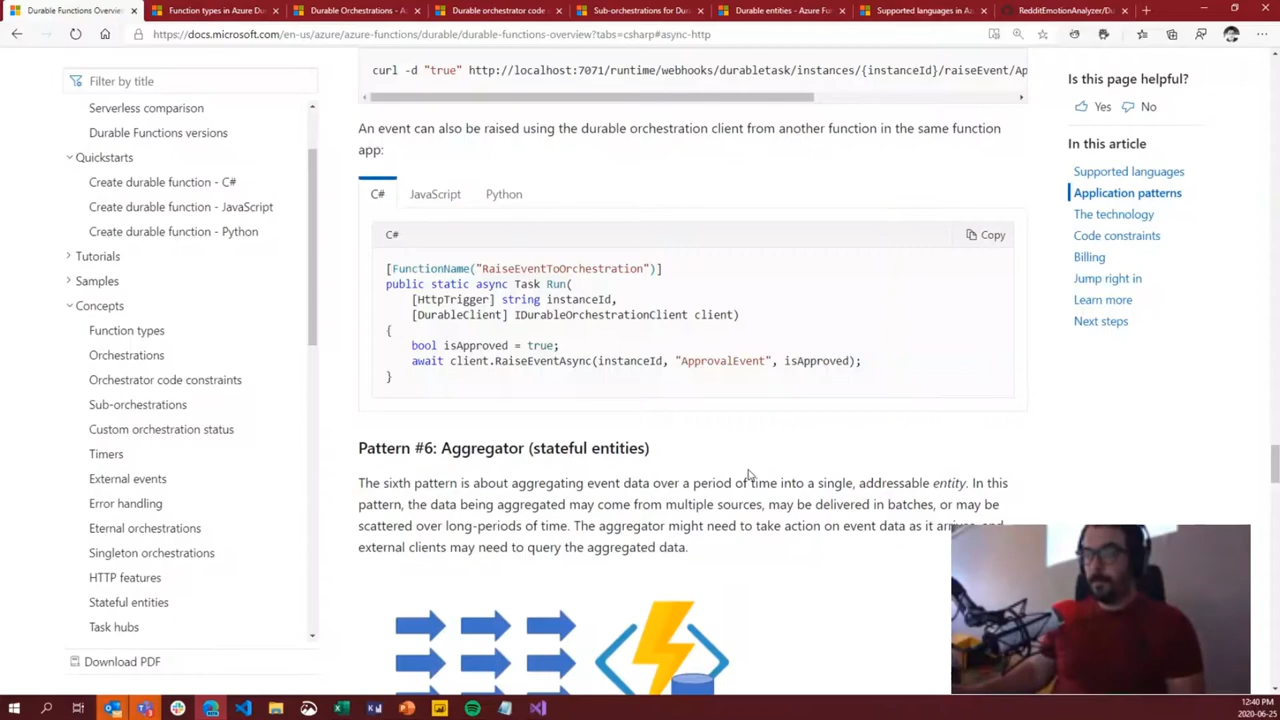 Durable Functions Overvie
Function types in Azure Du
Durable Orchestrations - A
Durable orchestrator code
Sub-orchestrations for Dur
Durable entities - Azure Fu
Supported languages in A
RedditEmotionAnalyzer/Du
https://docs.microsoft.com/en-us/azure/azure-functions/durable/durable-functions-overview?tabs=csharp#async-http
Filter by title
Serverless comparison
Durable Functions versions
Quickstarts
Create durable function - C#
Create durable function - JavaScript
Create durable function - Python
Tutorials
Samples
Concepts
Function types
Orchestrations
Orchestrator code constraints
Sub-orchestrations
Custom orchestration status
Timers
External events
Error handling
Eternal orchestrations
Singleton orchestrations
HTTP features
Stateful entities
Task hubs
Download PDF
curl -d "true" http://localhost:7071/runtime/webhooks/durabletask/instances/{instanceId}/raiseEvent/Ap
An event can also be raised using the durable orchestration client from another function in the same function
app:
C# JavaScript Python
C# Copy
[FunctionName("RaiseEventToOrchestration")]
public static async Task Run(
[HttpTrigger] string instanceId,
[DurableClient] IDurableOrchestrationClient client)
{
bool isApproved = true;
await client.RaiseEventAsync(instanceId, "ApprovalEvent", isApproved);
}
Pattern #6: Aggregator (stateful entities)
The sixth pattern is about aggregating event data over a period of time into a single, addressable entity. In this
pattern, the data being aggregated may come from multiple sources, may be delivered in batches, or may be
scattered over long-periods of time. The aggregator might need to take action on event data as it arrives, and
external clients may need to query the aggregated data.
Is this page helpful?
Yes No
In this article
Supported languages
Application patterns
The technology
Code constraints
Billing
Jump right in
Learn more
Next steps
12:40 PM
2020-06-25